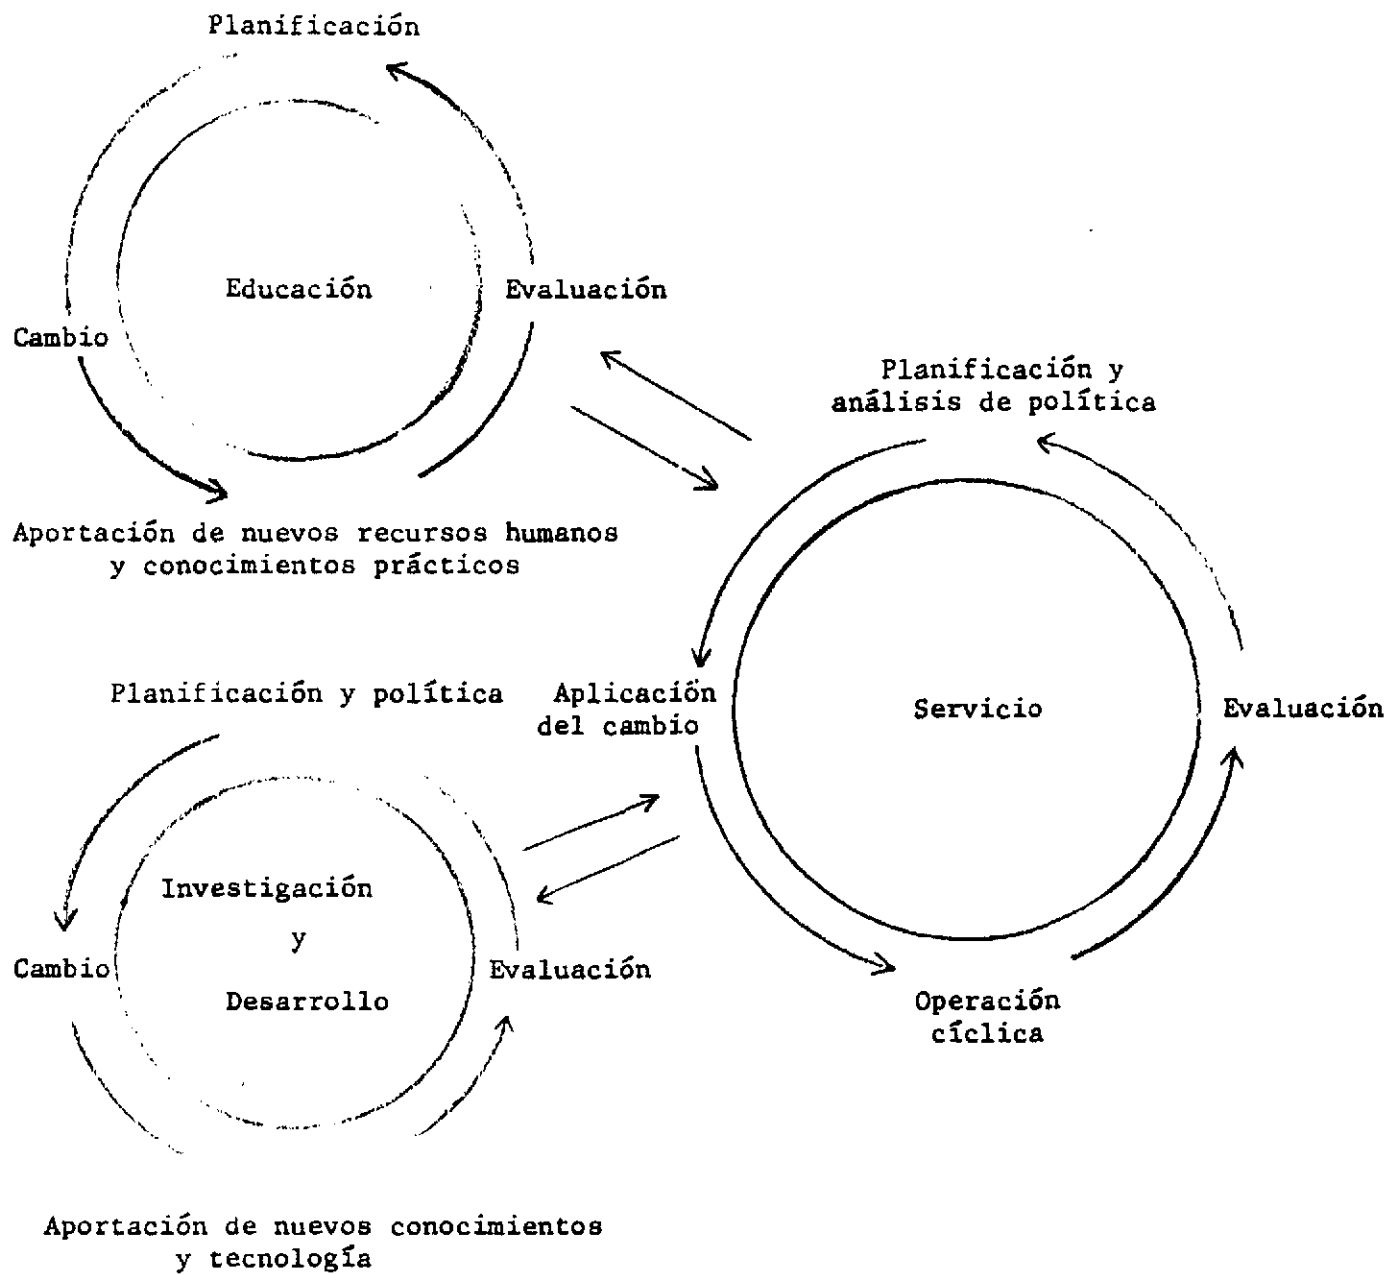 Planificación
Educación
Evaluación
Cambio
Aportación de nuevos recursos humanos
y conocimientos prácticos
Planificación y
análisis de política
Aplicación
del cambio
Servicio
Evaluación
Operación
cíclica
Planificación y política
Investigación
y
Desarrollo
Cambio
Evaluación
Aportación de nuevos conocimientos
y tecnología